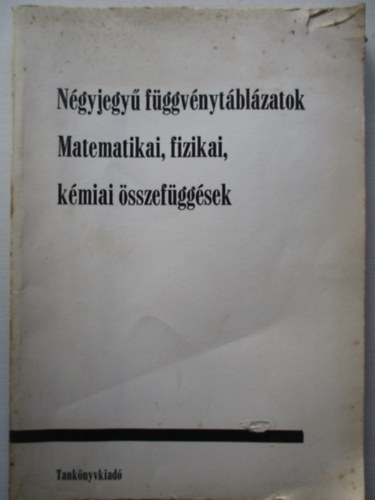 Négyjegyű függvénytáblázatok
Matematikai, fizikai,
kémiai összefüggések
Tankönyvkiadó